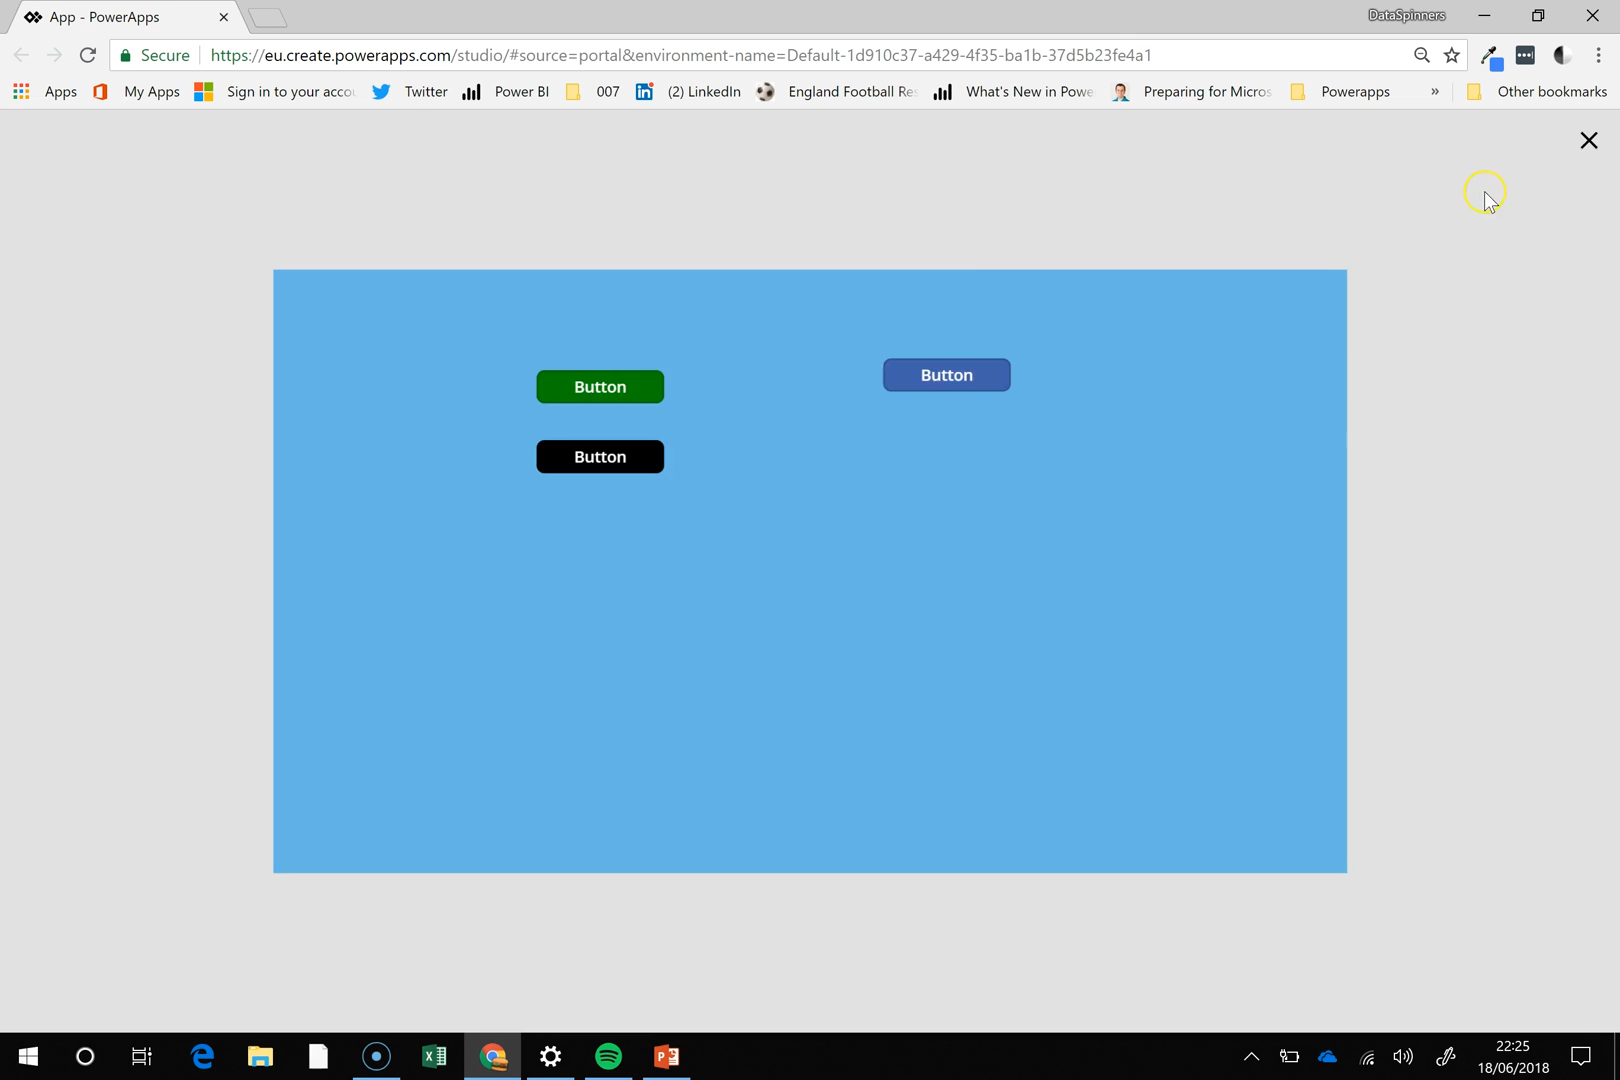 App - PowerApps
DataSpinners
Secure https://eu.create.powerapps.com/studio/#source=portal&environment-name=Default-1d910c37-a429-4f35-ba1b-37d5b23fe4a1
Apps My Apps Sign in to your accou Twitter Power BI 007 (2) LinkedIn England Football Res What's New in Powe Preparing for Micros Powerapps » Other bookmarks
Button
Button
Button
22:25
18/06/2018